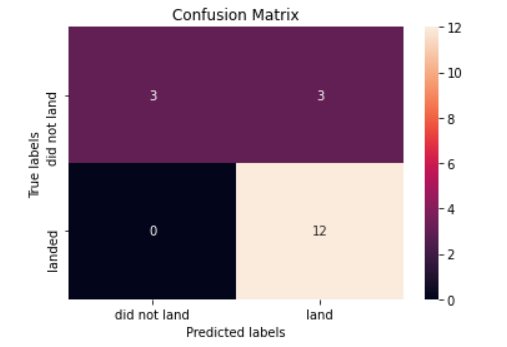 Confusion Matrix
True labels
did not land
landed
3
3
0
12
did not land
land
Predicted labels
12
10
8
6
4
2
0